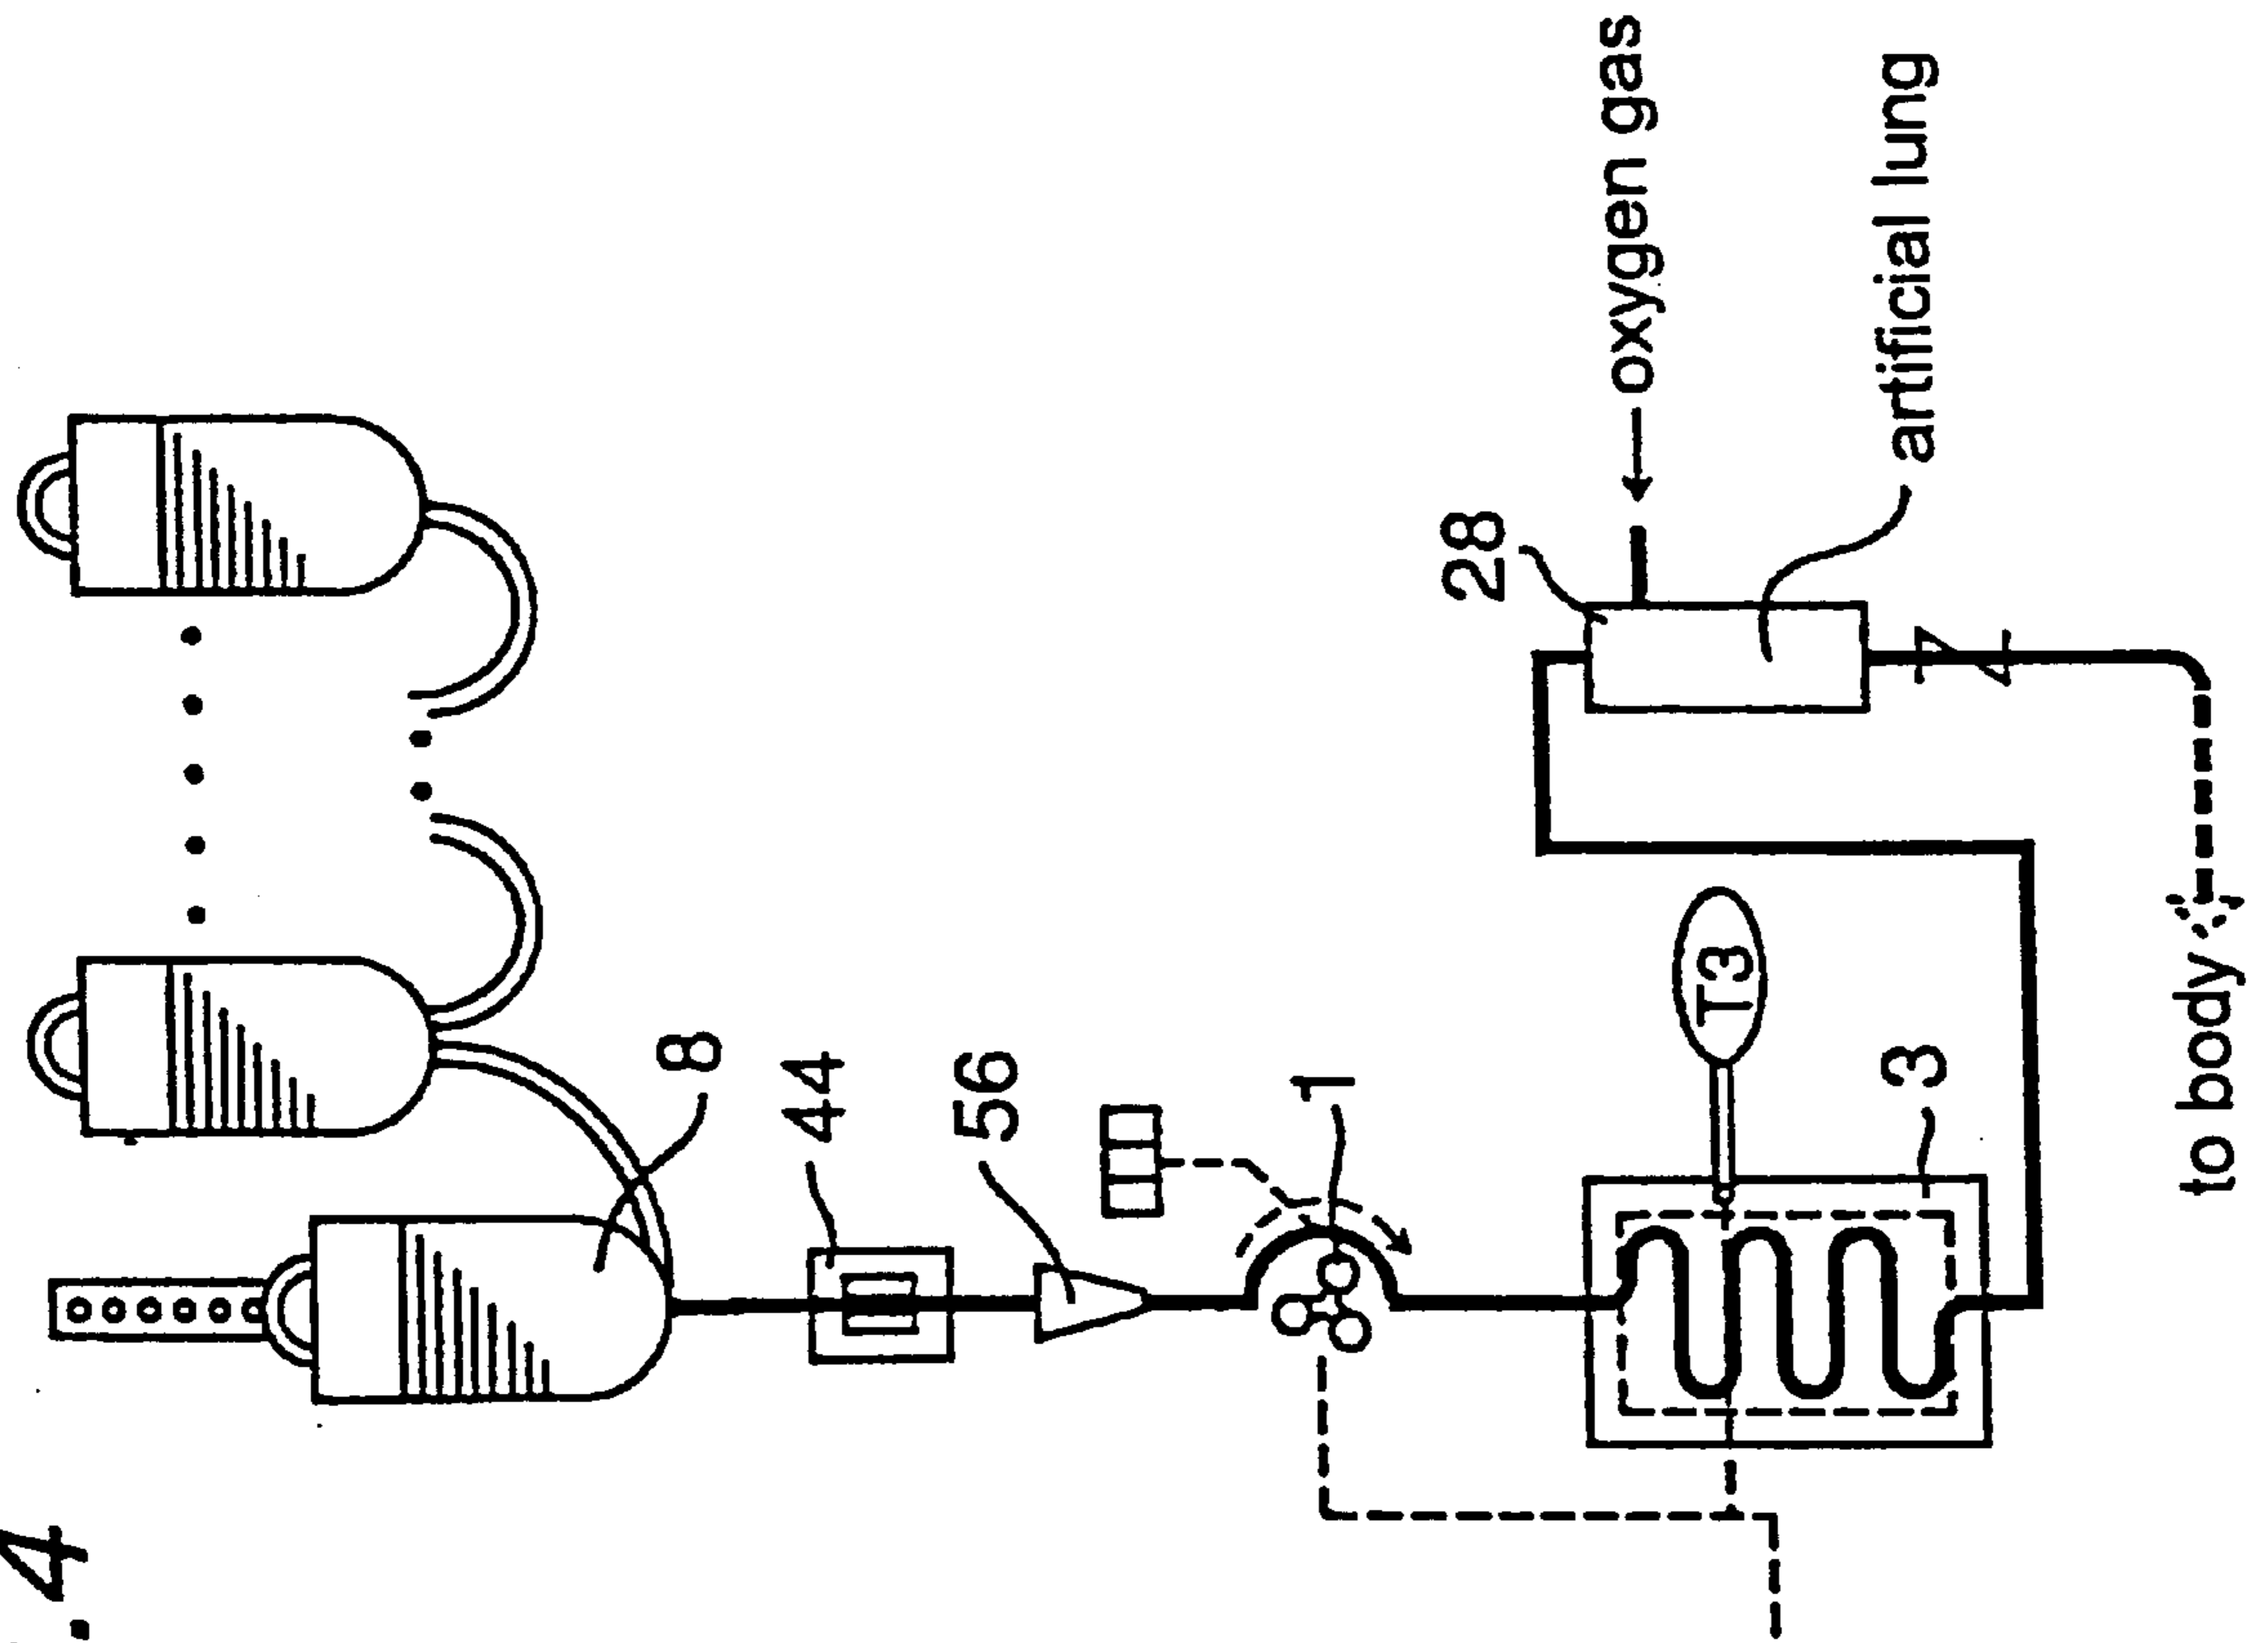 . 4
8
44
56
1
T3
3
28
oxygen gas
artificial lung
to body